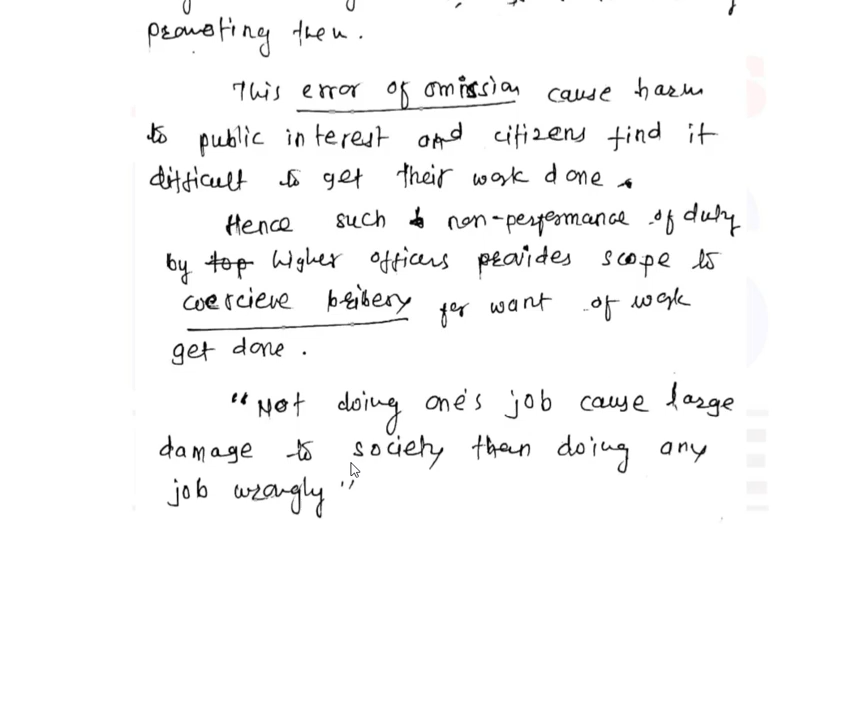 promoting them.
This error of omission cause harm
to public interest and citizens find it
difficult to get their work done.
Hence such non-performance of duty
by top higher officers provides scope to
coercieve bribery for want of work
get done.
"Not doing one's job cause large
damage to society than doing any
job wrongly"